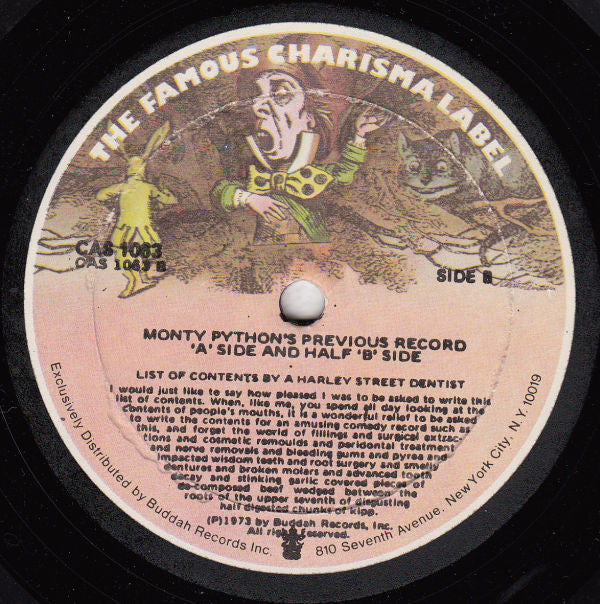 THE FAMOUS CHARISMA LABEL
CAS 1063
CAS 1063 B
SIDE B
MONTY PYTHON'S PREVIOUS RECORD
'A' SIDE AND HALF 'B' SIDE
LIST OF CONTENTS BY A HARLEY STREET DENTIST
I would just like to say how pleased I was to be asked to write this
list of contents. When, like me, you spend all day looking at the
contents of people's mouths, it is a wonderful relief to be asked
to write the contents for an amusing comedy record like
this, and forget the world of fillings and surgical extrac-
tions and cosmetic remoulds and peridontal treatment
and nerve removals and bleeding gums and pyrea and
impacted wisdom teeth and root surgery and smelly
dentures and broken molars and advanced tooth
decay and stinking garlic covered pieces of
de-composed beef wedged between the
roots of the upper seventh of disgusting
half digested chunks of kipp.
(P)1973 by Buddah Records, Inc.
All rights reserved.
Exclusively Distributed by Buddah Records Inc. 810 Seventh Avenue. New York City, N.Y. 10019